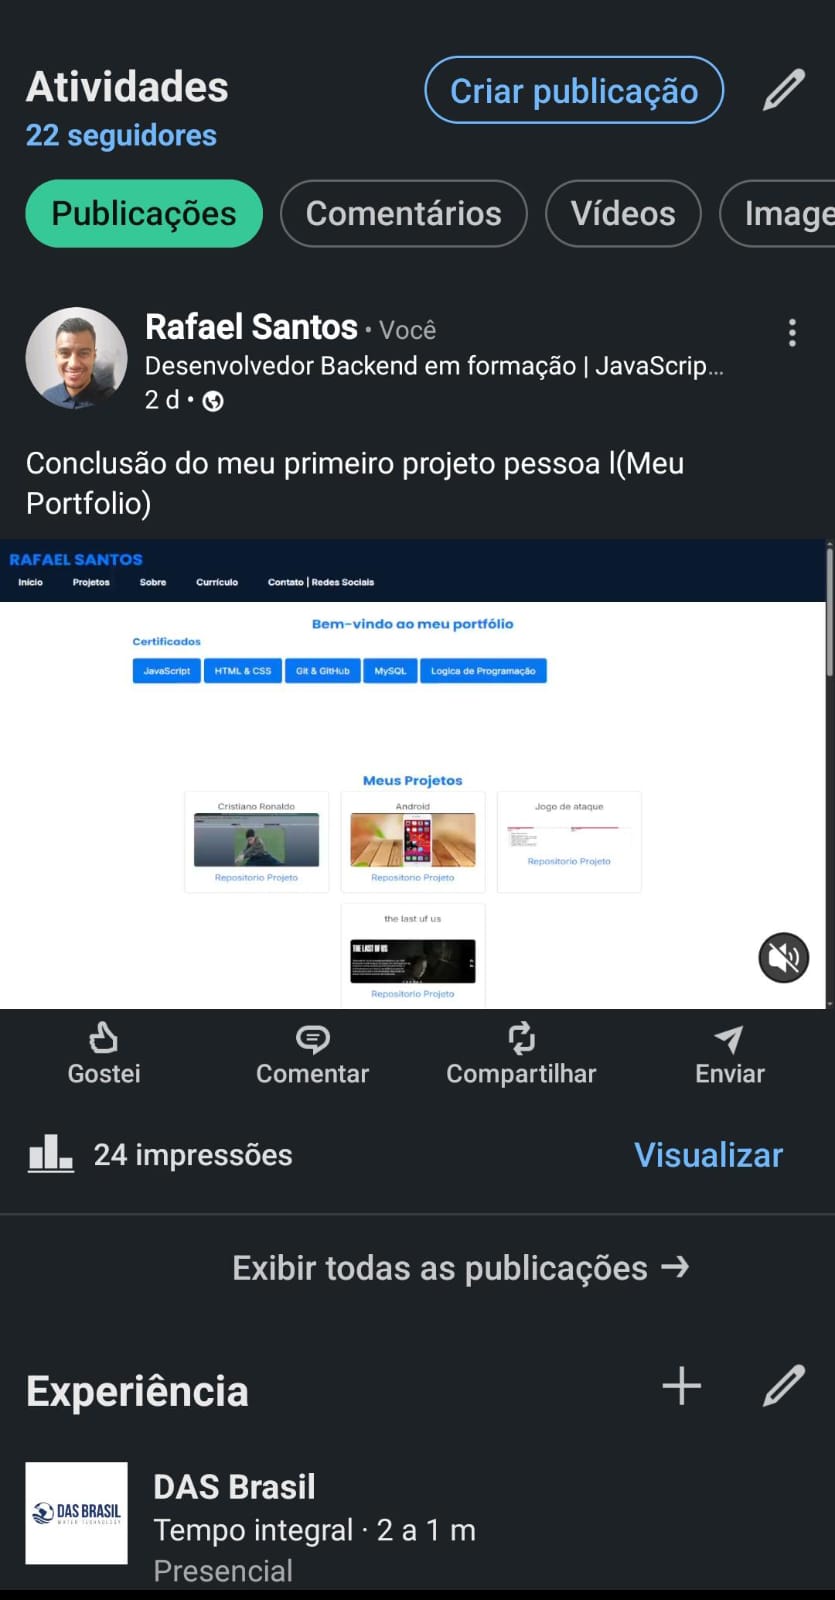 Atividades
Criar publicação
22 seguidores
Publicações
Comentários
Vídeos
Image
Rafael Santos • Você
Desenvolvedor Backend em formação | JavaScrip...
2 d •
Conclusão do meu primeiro projeto pessoa l(Meu
Portfolio)
RAFAEL SANTOS
Início Projetos Sobre Currículo Contato | Redes Sociais
Bem-vindo ao meu portfólio
Certificados
JavaScript HTML & CSS Git & GitHub MySQL Logica de Programação
Meus Projetos
Cristiano Ronaldo
Repositorio Projeto
Android
Repositorio Projeto
Jogo de ataque
Repositorio Projeto
the last uf us
THE LAST OF US
Repositorio Projeto
Gostei
Comentar
Compartilhar
Enviar
24 impressões
Visualizar
Exibir todas as publicações →
Experiência
DAS BRASIL
WATER TECHNOLOGY
DAS Brasil
Tempo integral · 2 a 1 m
Presencial